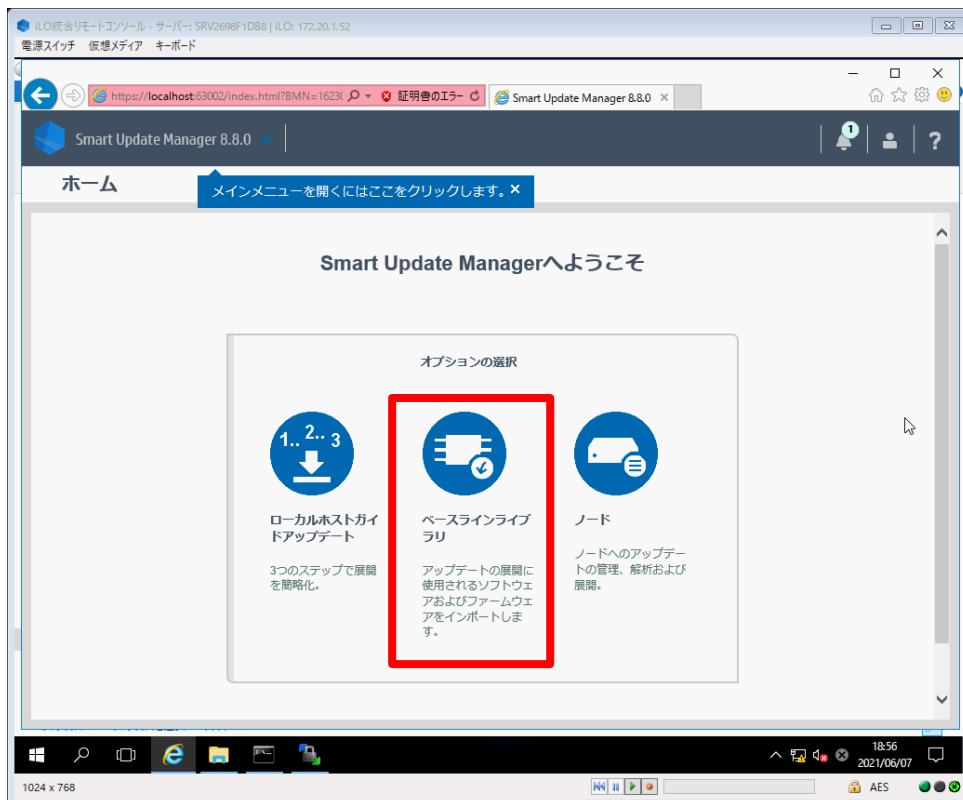 iLO統合リモートコンソール - サーバー: SRV2698F1DB8 | iLO: 172.20.1.52
電源スイッチ 仮想メディア キーボード
https://localhost:63002/index.html?BMN=1623( 証明書のエラー Smart Update Manager 8.8.0
Smart Update Manager 8.8.0
1
?
ホーム
メインメニューを開くにはここをクリックします。
Smart Update Managerへようこそ
オプションの選択
1.. 2.. 3
ローカルホストガイ
ドアップデート
3つのステップで展開
を簡略化。
ベースラインライブ
ラリ
アップデートの展開に
使用されるソフトウェ
アおよびファームウェ
アをインポートしま
す。
ノード
ノードへのアップデー
トの管理、解析および
展開。
18:56
2021/06/07
1024 x 768
AES